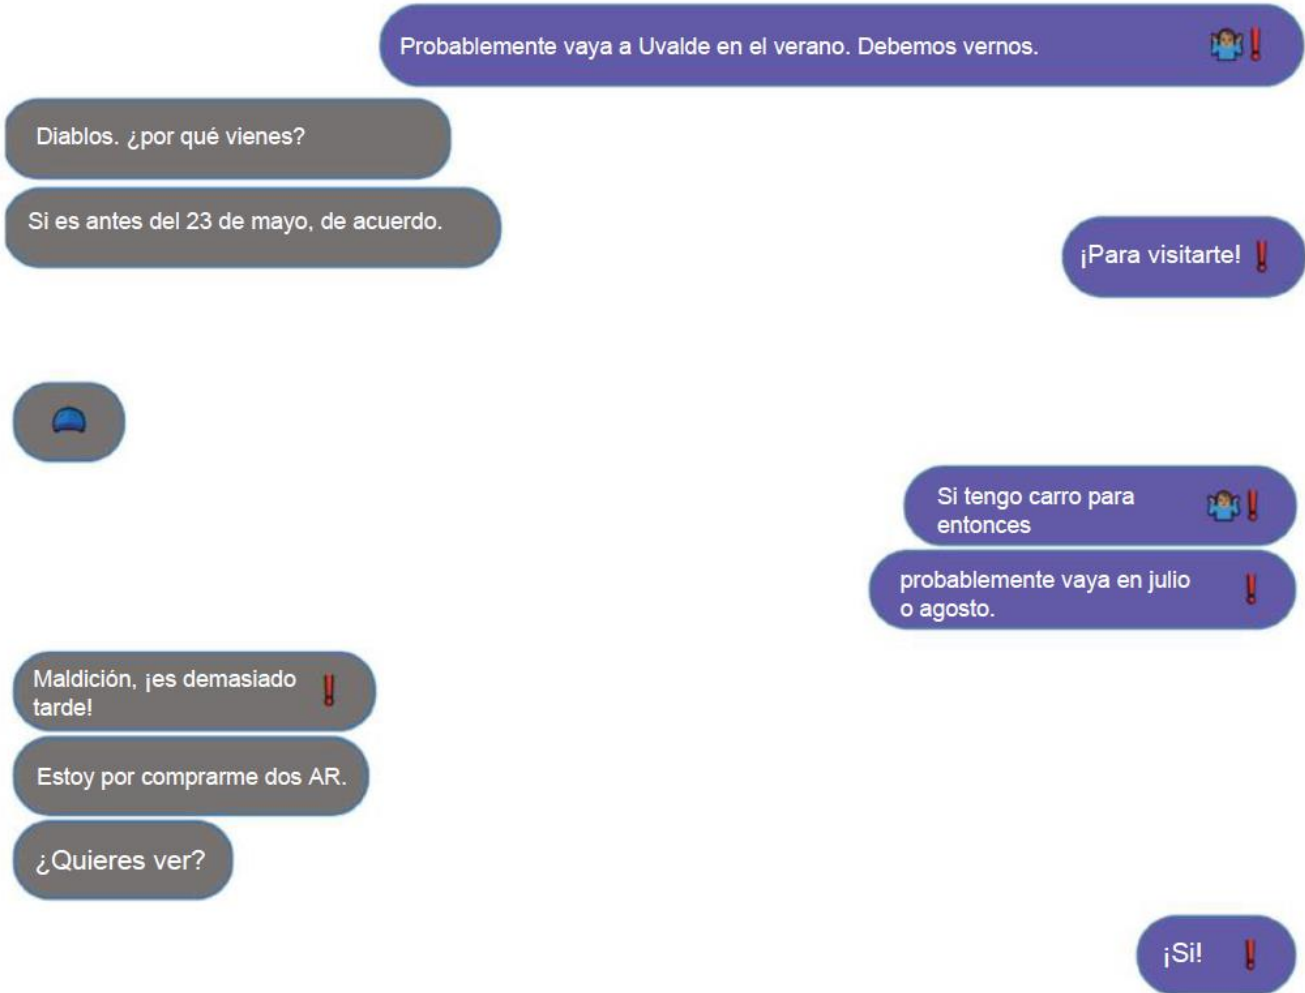 Probablemente vaya a Uvalde en el verano. Debemos vernos. 🤷🏽‍♂️❗
Diablos. ¿por qué vienes?
Si es antes del 23 de mayo, de acuerdo.
¡Para visitarte! ❗
🧢
Si tengo carro para 🤷🏽‍♂️❗
entonces
probablemente vaya en julio ❗
o agosto.
Maldición, ¡es demasiado ❗
tarde!
Estoy por comprarme dos AR.
¿Quieres ver?
¡Si! ❗